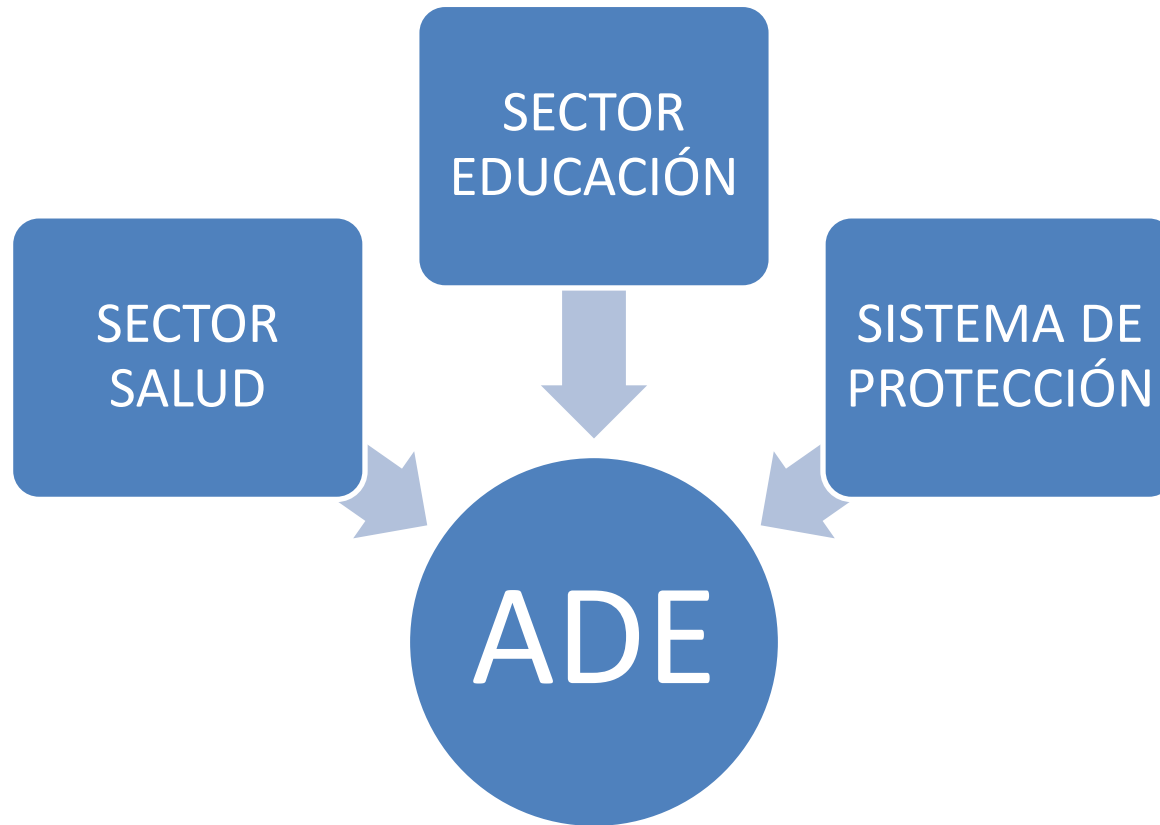 SECTOR
EDUCACIÓN
SECTOR
SALUD
SISTEMA DE
PROTECCIÓN
ADE